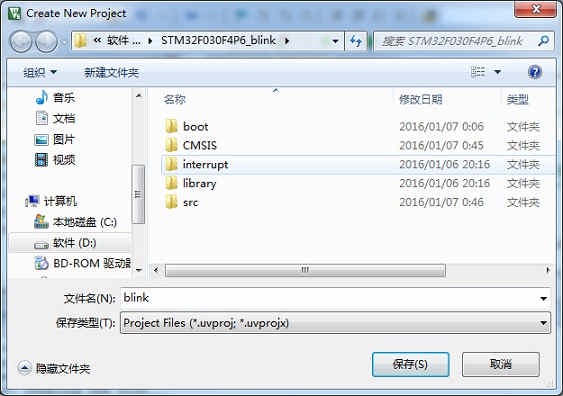 Create New Project
« 软件 ... ▸ STM32F030F4P6_blink ▸
搜索 STM32F030F4P6_blink
组织 新建文件夹
音乐
文档
图片
视频
计算机
本地磁盘 (C:)
软件 (D:)
BD-ROM 驱动器
名称 修改日期 类型
boot 2016/01/07 0:06 文件夹
CMSIS 2016/01/07 0:00 文件夹
interrupt 2016/01/06 20:16 文件夹
library 2016/01/06 20:16 文件夹
src 2016/01/07 0:46 文件夹
文件名(N): blink
保存类型(T): Project Files (*.uvproj; *.uvprojx)
隐藏文件夹
保存(S) 取消